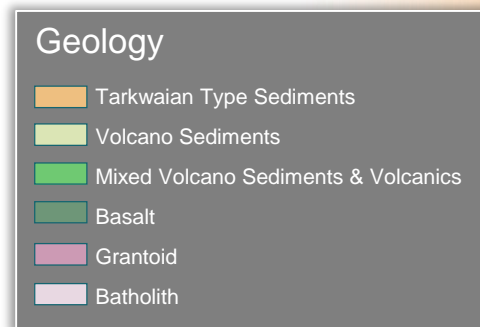 Geology
Tarkwaian Type Sediments
Volcano Sediments
Mixed Volcano Sediments & Volcanics
Basalt
Grantoid
Batholith